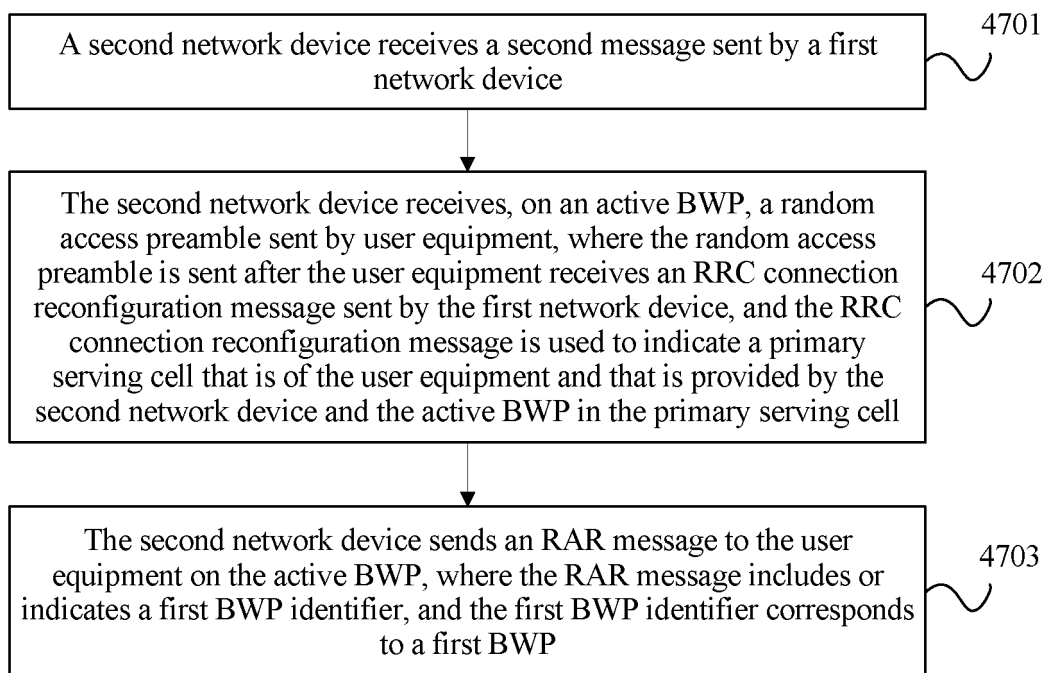 A second network device receives a second message sent by a first
network device
4701
The second network device receives, on an active BWP, a random
access preamble sent by user equipment, where the random access
preamble is sent after the user equipment receives an RRC connection
reconfiguration message sent by the first network device, and the RRC
connection reconfiguration message is used to indicate a primary
serving cell that is of the user equipment and that is provided by the
second network device and the active BWP in the primary serving cell
4702
The second network device sends an RAR message to the user
equipment on the active BWP, where the RAR message includes or
indicates a first BWP identifier, and the first BWP identifier corresponds
to a first BWP
4703